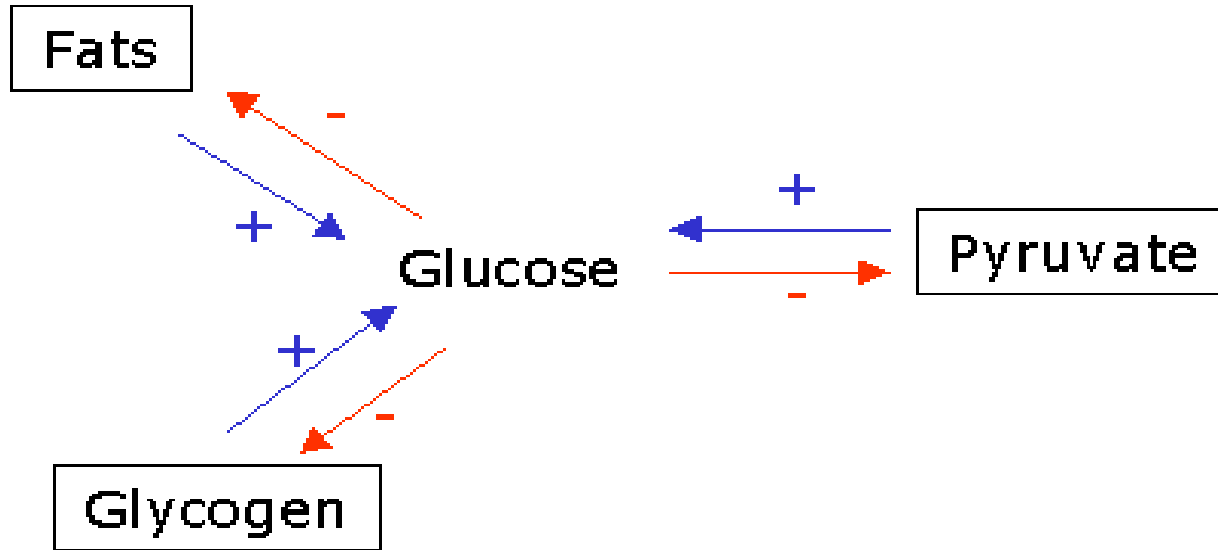 Fats
-
+
+
Glucose
Pyruvate
-
+
-
Glycogen